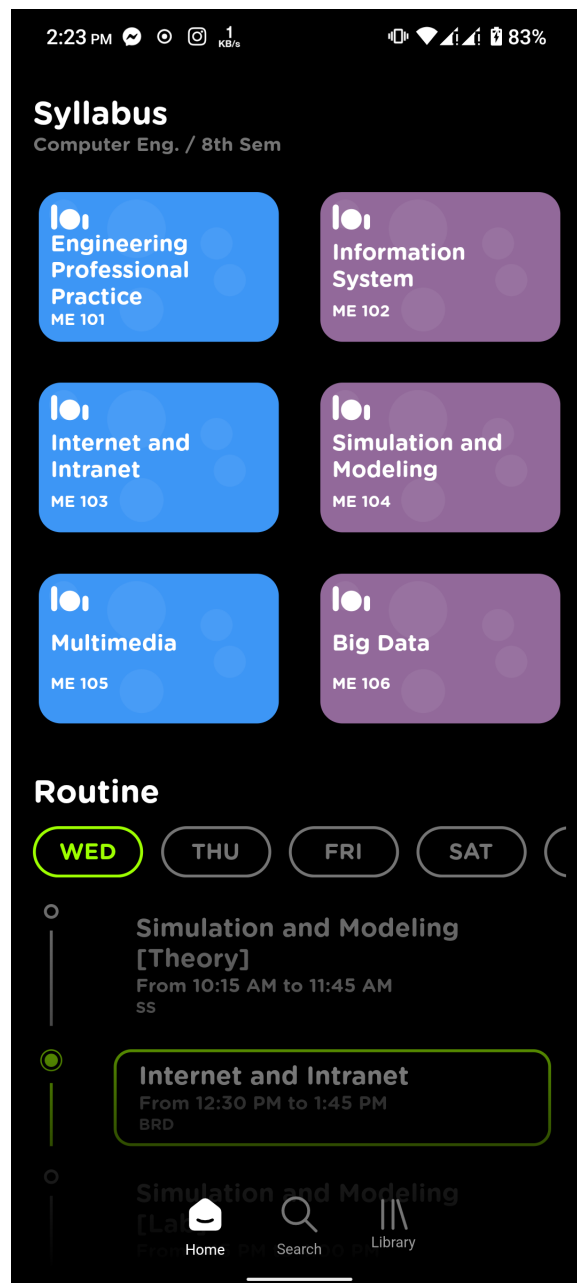 2:23 PM 1 KB/s 83%
Syllabus
Computer Eng. / 8th Sem
Engineering
Professional
Practice
ME 101
Information
System
ME 102
Internet and
Intranet
ME 103
Simulation and
Modeling
ME 104
Multimedia
ME 105
Big Data
ME 106
Routine
WED THU FRI SAT
Simulation and Modeling
[Theory]
From 10:15 AM to 11:45 AM
SS
Internet and Intranet
From 12:30 PM to 1:45 PM
BRD
Simulation and Modeling
Home Search Library